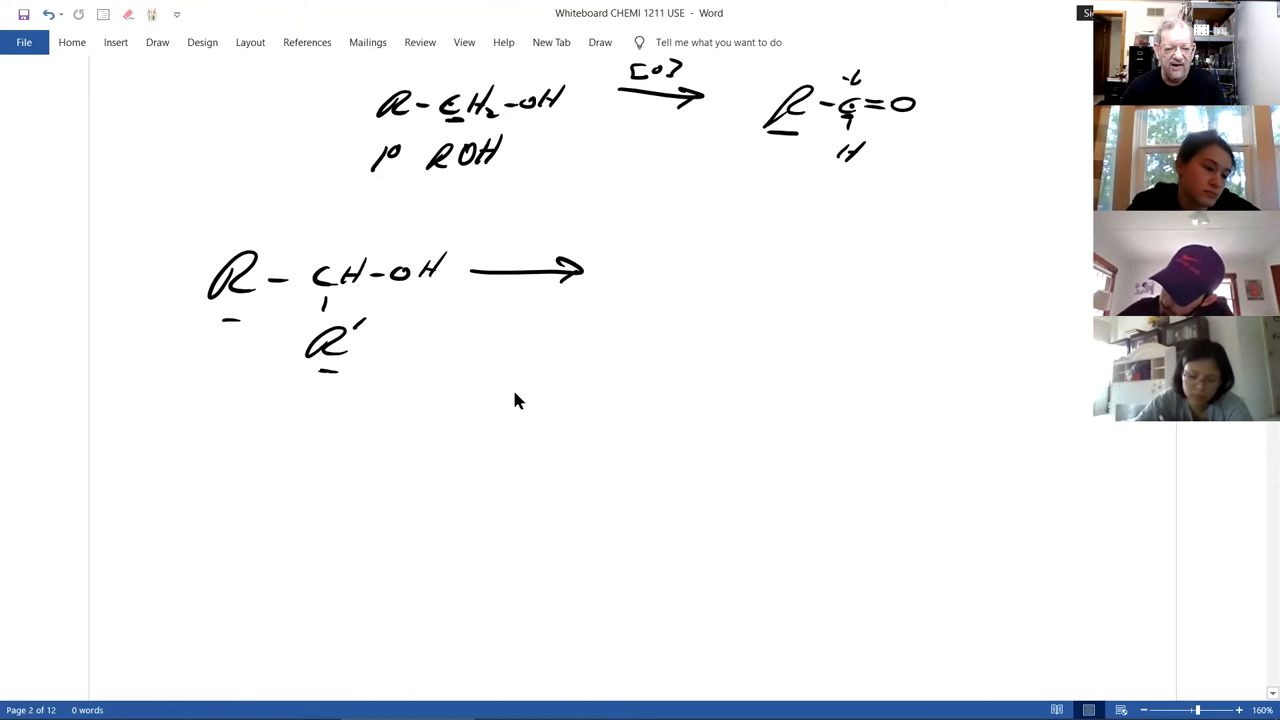 Whiteboard CHEMI 1211 USE - Word
Si
File Home Insert Draw Design Layout References Mailings Review View Help New Tab Draw Tell me what you want to do
[O]
R-CH₂-OH → R-C=O
H
1° ROH
R-CH-OH →
R'
Page 2 of 12 0 words
160%